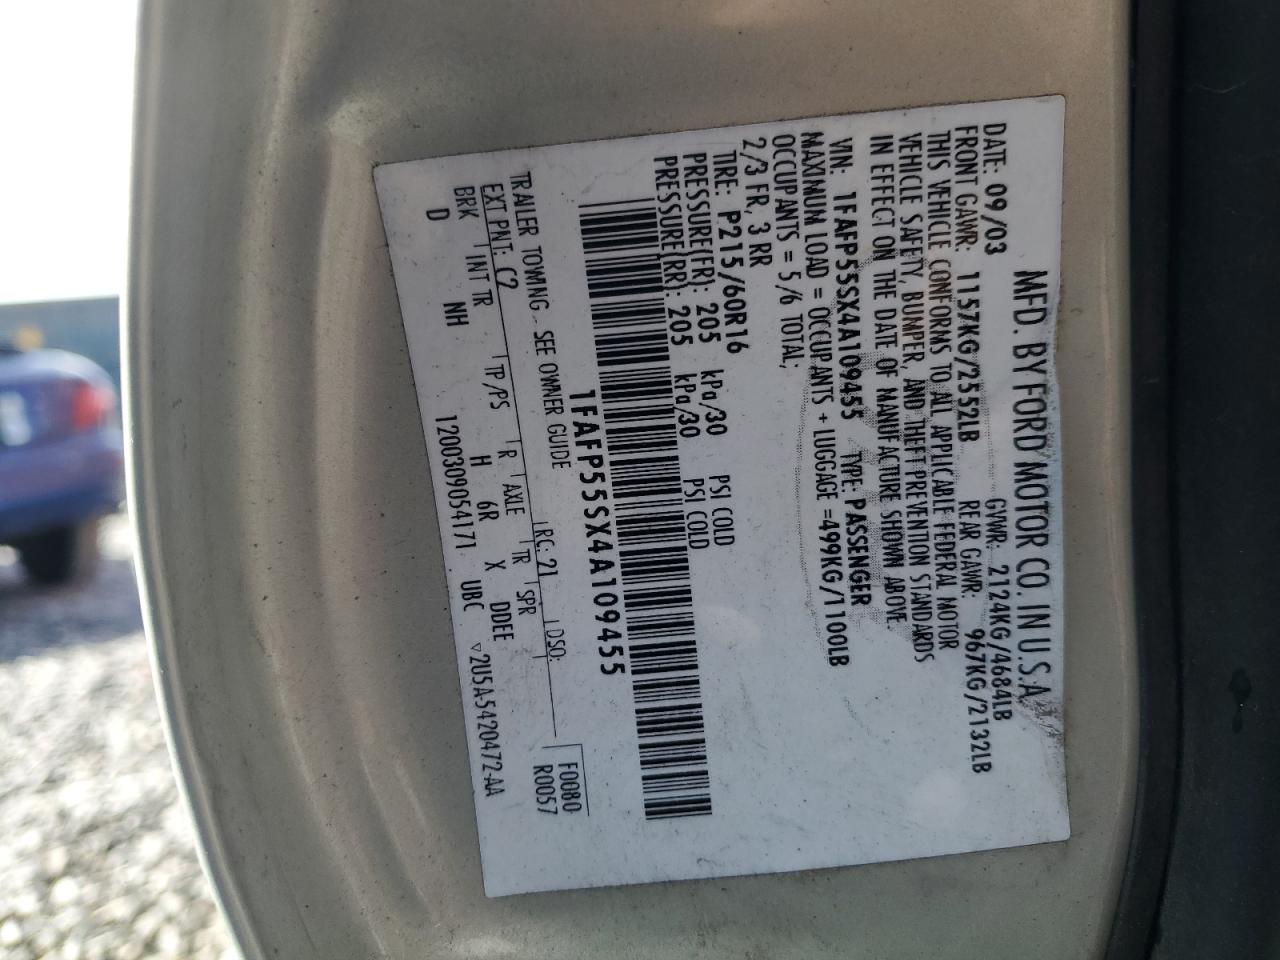 MFD. BY FORD MOTOR CO. IN U.S.A.
DATE: 09/03 GVWR: 2124KG/4684LB
FRONT GAWR: 1157KG/2552LB REAR GAWR: 967KG/2132LB
THIS VEHICLE CONFORMS TO ALL APPLICABLE FEDERAL MOTOR
VEHICLE SAFETY, BUMPER, AND THEFT PREVENTION STANDARDS
IN EFFECT ON THE DATE OF MANUFACTURE SHOWN ABOVE.
VIN: 1FAFP55SX4A109455 TYPE: PASSENGER
MAXIMUM LOAD = OCCUPANTS + LUGGAGE =499KG/1100LB
OCCUPANTS = 5/6 TOTAL;
2/3 FR, 3 RR
TIRE: P215/60R16
PRESSURE(FR): 205 kPa/30 PSI COLD
PRESSURE(RR): 205 kPa/30 PSI COLD
1FAFP55SX4A109455
TRAILER TOWING - SEE OWNER GUIDE
F0080
R0057
EXT PNT: C2 RC: 21 DSO:
BRK INT TR TP/PS R AXLE TR SPR
D NH H 6R X DDEE
1200309054171 UBC ▽2U5A-5420472-AA